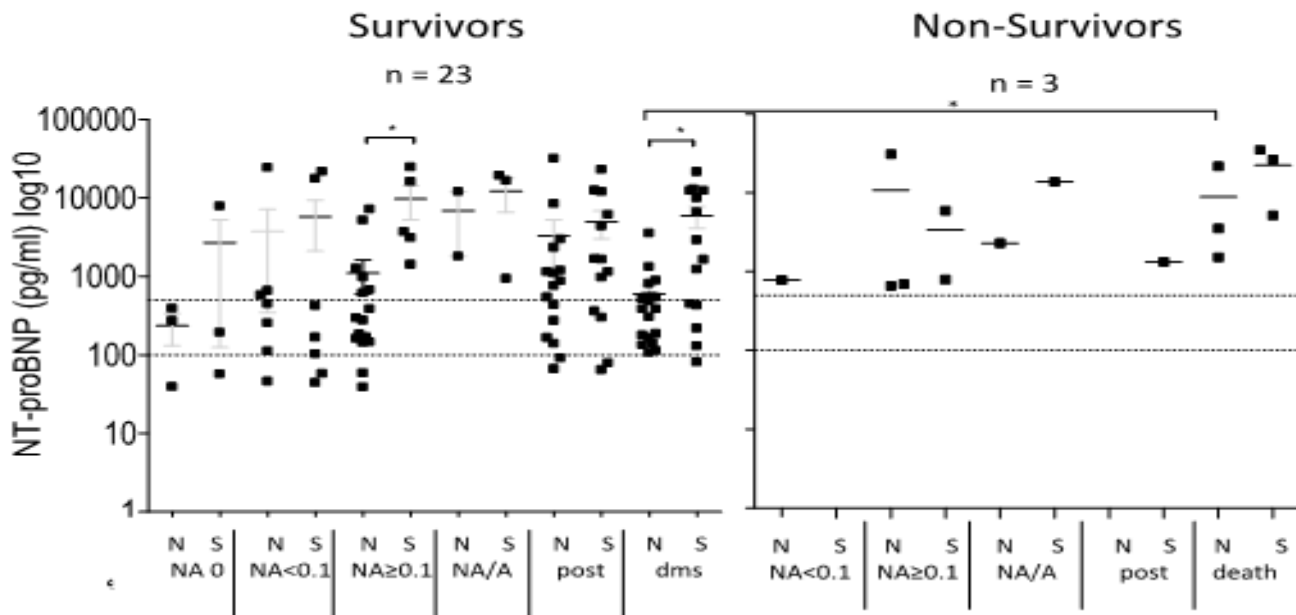 Survivors
Non-Survivors
n = 23
n = 3
*
*
*
NT-proBNP (pg/ml) log10
100000
10000
1000
100
10
1
N S N S N S N S N S N S
NA 0 NA<0.1 NA≥0.1 NA/A post dms
N S N S N S N S N S
NA<0.1 NA≥0.1 NA/A post death